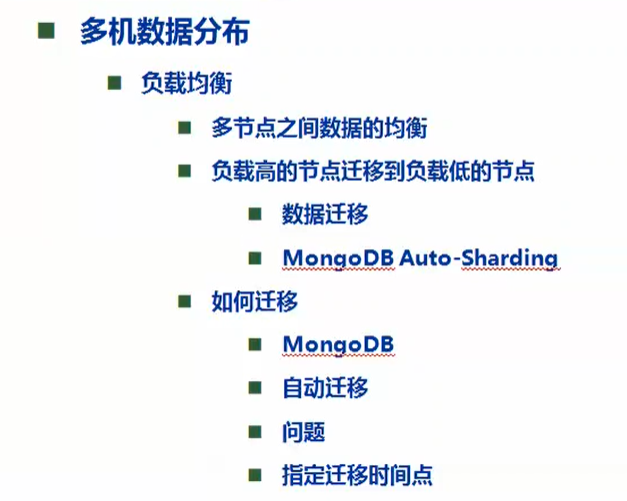 多机数据分布
负载均衡
多节点之间数据的均衡
负载高的节点迁移到负载低的节点
数据迁移
MongoDB Auto-Sharding
如何迁移
MongoDB
自动迁移
问题
指定迁移时间点